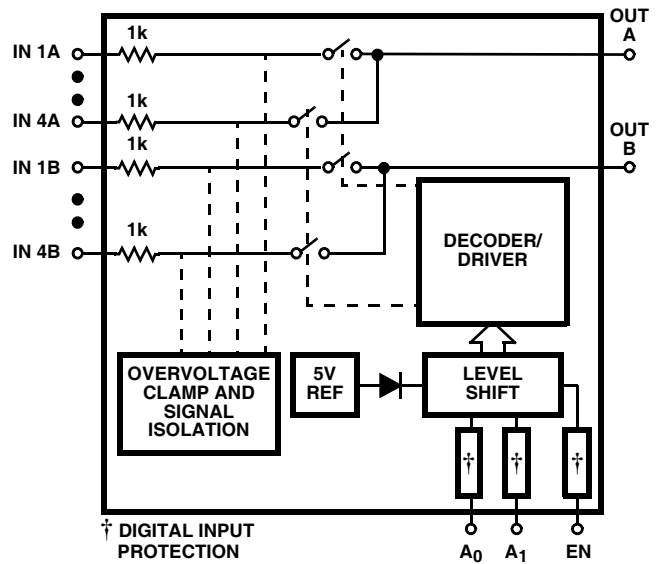 OUT
A
1k
IN 1A
1k
IN 4A
OUT
B
1k
IN 1B
1k
IN 4B
DECODER/
DRIVER
OVERVOLTAGE
CLAMP AND
SIGNAL
ISOLATION
5V
REF
LEVEL
SHIFT
† † †
† DIGITAL INPUT
PROTECTION
A0 A1 EN